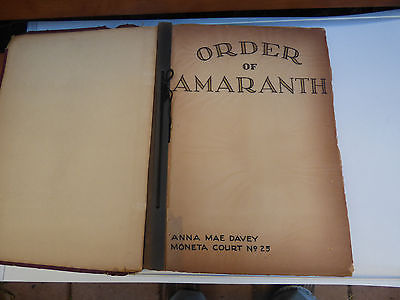 ORDER
OF
AMARANTH
ANNA MAE DAVEY
MONETA COURT Nº 25